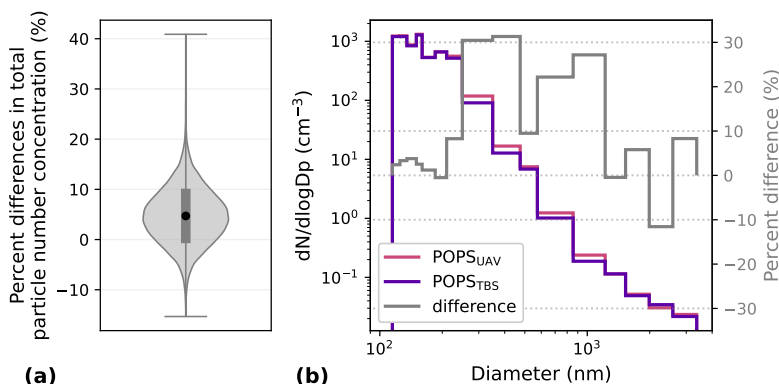 Percent differences in total
particle number concentration (%)
40
30
20
10
0
−10
(a)
dN/dlogDp (cm⁻³)
10³
10²
10¹
10⁰
10⁻¹
POPS_UAV
POPS_TBS
difference
10²
10³
Diameter (nm)
30
20
10
0
−10
−20
−30
Percent difference (%)
(b)